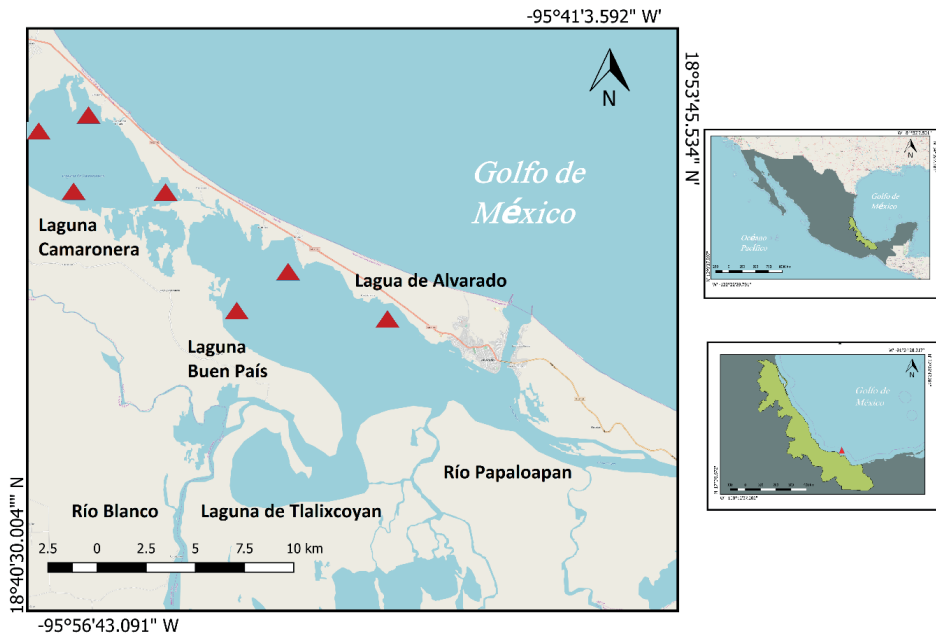 -95°41'3.592" W'
18°53'45.534" N'
N
Golfo de
México
Laguna
Camaronera
Lagua de Alvarado
Laguna
Buen País
Río Papaloapan
Río Blanco
Laguna de Tlalixcoyan
2.5 0 2.5 5 7.5 10 km
18°40'30.004"" N
-95°56'43.091" W
N
Golfo de
México
Océano
Pacífico
N
Golfo de
México